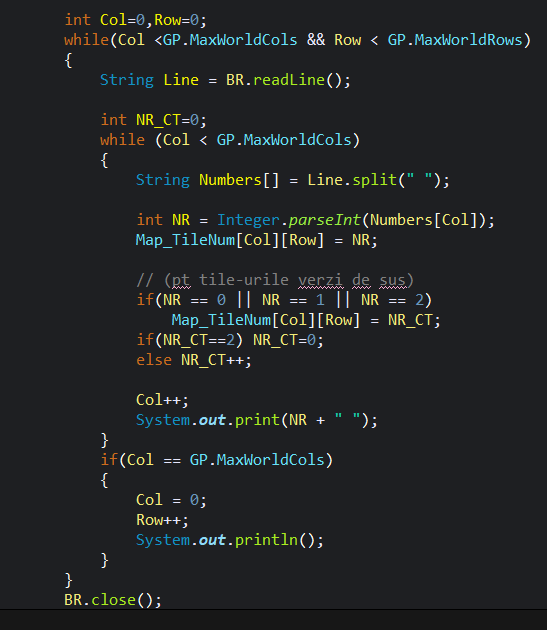 int Col=0,Row=0;
while(Col <GP.MaxWorldCols && Row < GP.MaxWorldRows)
{
String Line = BR.readLine();
int NR_CT=0;
while (Col < GP.MaxWorldCols)
{
String Numbers[] = Line.split(" ");
int NR = Integer.parseInt(Numbers[Col]);
Map_TileNum[Col][Row] = NR;
// (pt tile-urile verzi de sus)
if(NR == 0 || NR == 1 || NR == 2)
Map_TileNum[Col][Row] = NR_CT;
if(NR_CT==2) NR_CT=0;
else NR_CT++;
Col++;
System.out.print(NR + " ");
}
if(Col == GP.MaxWorldCols)
{
Col = 0;
Row++;
System.out.println();
}
}
BR.close();